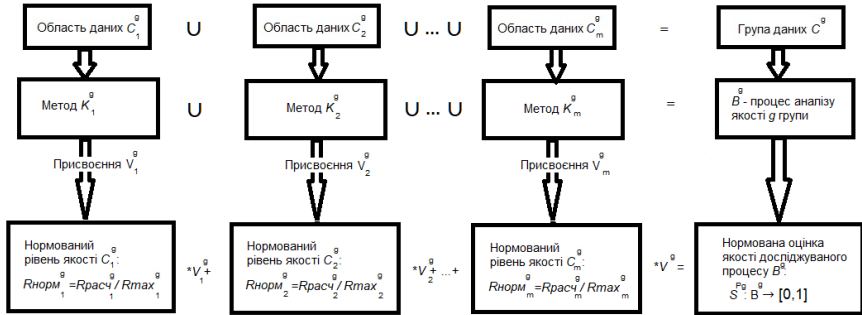 Область даних C₁ᵍ ∪ Область даних C₂ᵍ ∪ ... ∪ Область даних Cₘᵍ = Група даних Cᵍ
Метод K₁ᵍ ∪ Метод K₂ᵍ ∪ ... ∪ Метод Kₘᵍ = Bᵍ - процес аналізу
якості g групи
Присвоєння V₁ᵍ Присвоєння V₂ᵍ Присвоєння Vₘᵍ
Нормований
рівень якості C₁ᵍ:
Rнорм₁ᵍ=Rрасч₁ᵍ / Rmax₁ᵍ
*V₁ᵍ+
Нормований
рівень якості C₂ᵍ:
Rнорм₂ᵍ=Rрасч₂ᵍ / Rmax₂ᵍ
*V₂ᵍ+ ...+
Нормований
рівень якості Cₘᵍ:
Rнормₘᵍ=Rрасчₘᵍ / Rmaxₘᵍ
*Vᵍ =
Нормована оцінка
якості досліджуваного
процесу Bᵍ:
Sᴾᵍ: Bᵍ → [0,1]